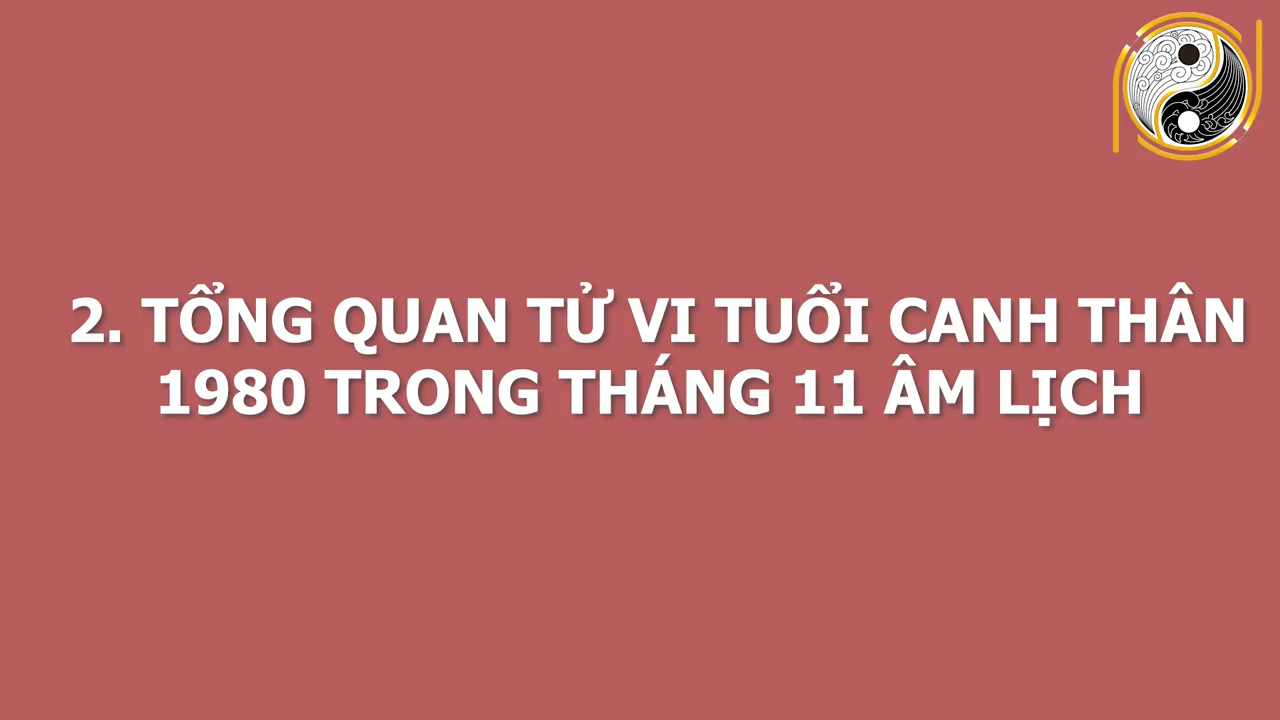 2. TỔNG QUAN TỬ VI TUỔI CANH THÂN
1980 TRONG THÁNG 11 ÂM LỊCH